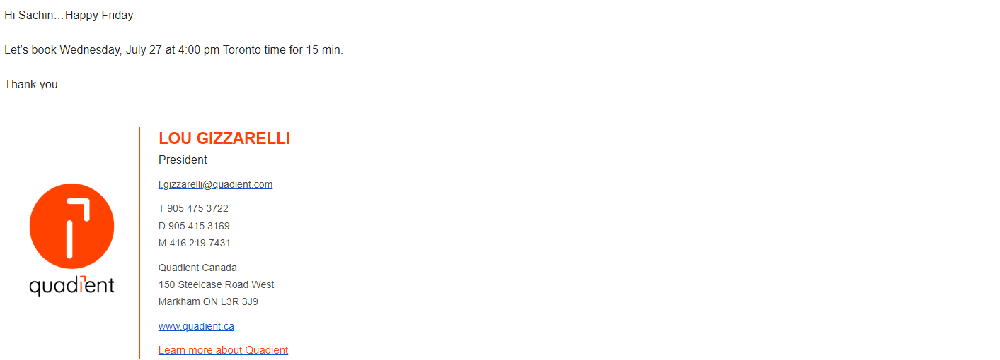 Hi Sachin…Happy Friday.
Let’s book Wednesday, July 27 at 4:00 pm Toronto time for 15 min.
Thank you.
quadient
LOU GIZZARELLI
President
l.gizzarelli@quadient.com
T 905 475 3722
D 905 415 3169
M 416 219 7431
Quadient Canada
150 Steelcase Road West
Markham ON L3R 3J9
www.quadient.ca
Learn more about Quadient